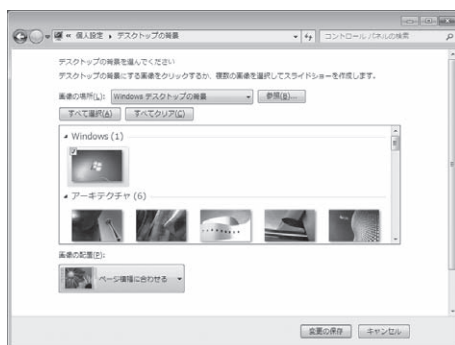 « 個人設定 ▸ デスクトップの背景
コントロール パネルの検索
デスクトップの背景を選んでください
デスクトップの背景にする画像をクリックするか、複数の画像を選択してスライドショーを作成します。
画像の場所(L): Windows デスクトップの背景 参照(B)...
すべて選択(A) すべてクリア(C)
Windows (1)
アーキテクチャ (6)
画像の配置(P):
ページ横幅に合わせる
変更の保存 キャンセル